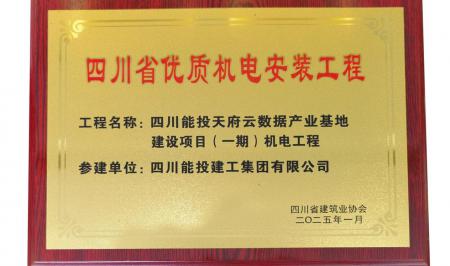 四川省优质机电安装工程
工程名称：四川能投天府云数据产业基地
建设项目（一期）机电工程
参建单位：四川能投建工集团有限公司
四川省建筑业协会
二〇二五年一月